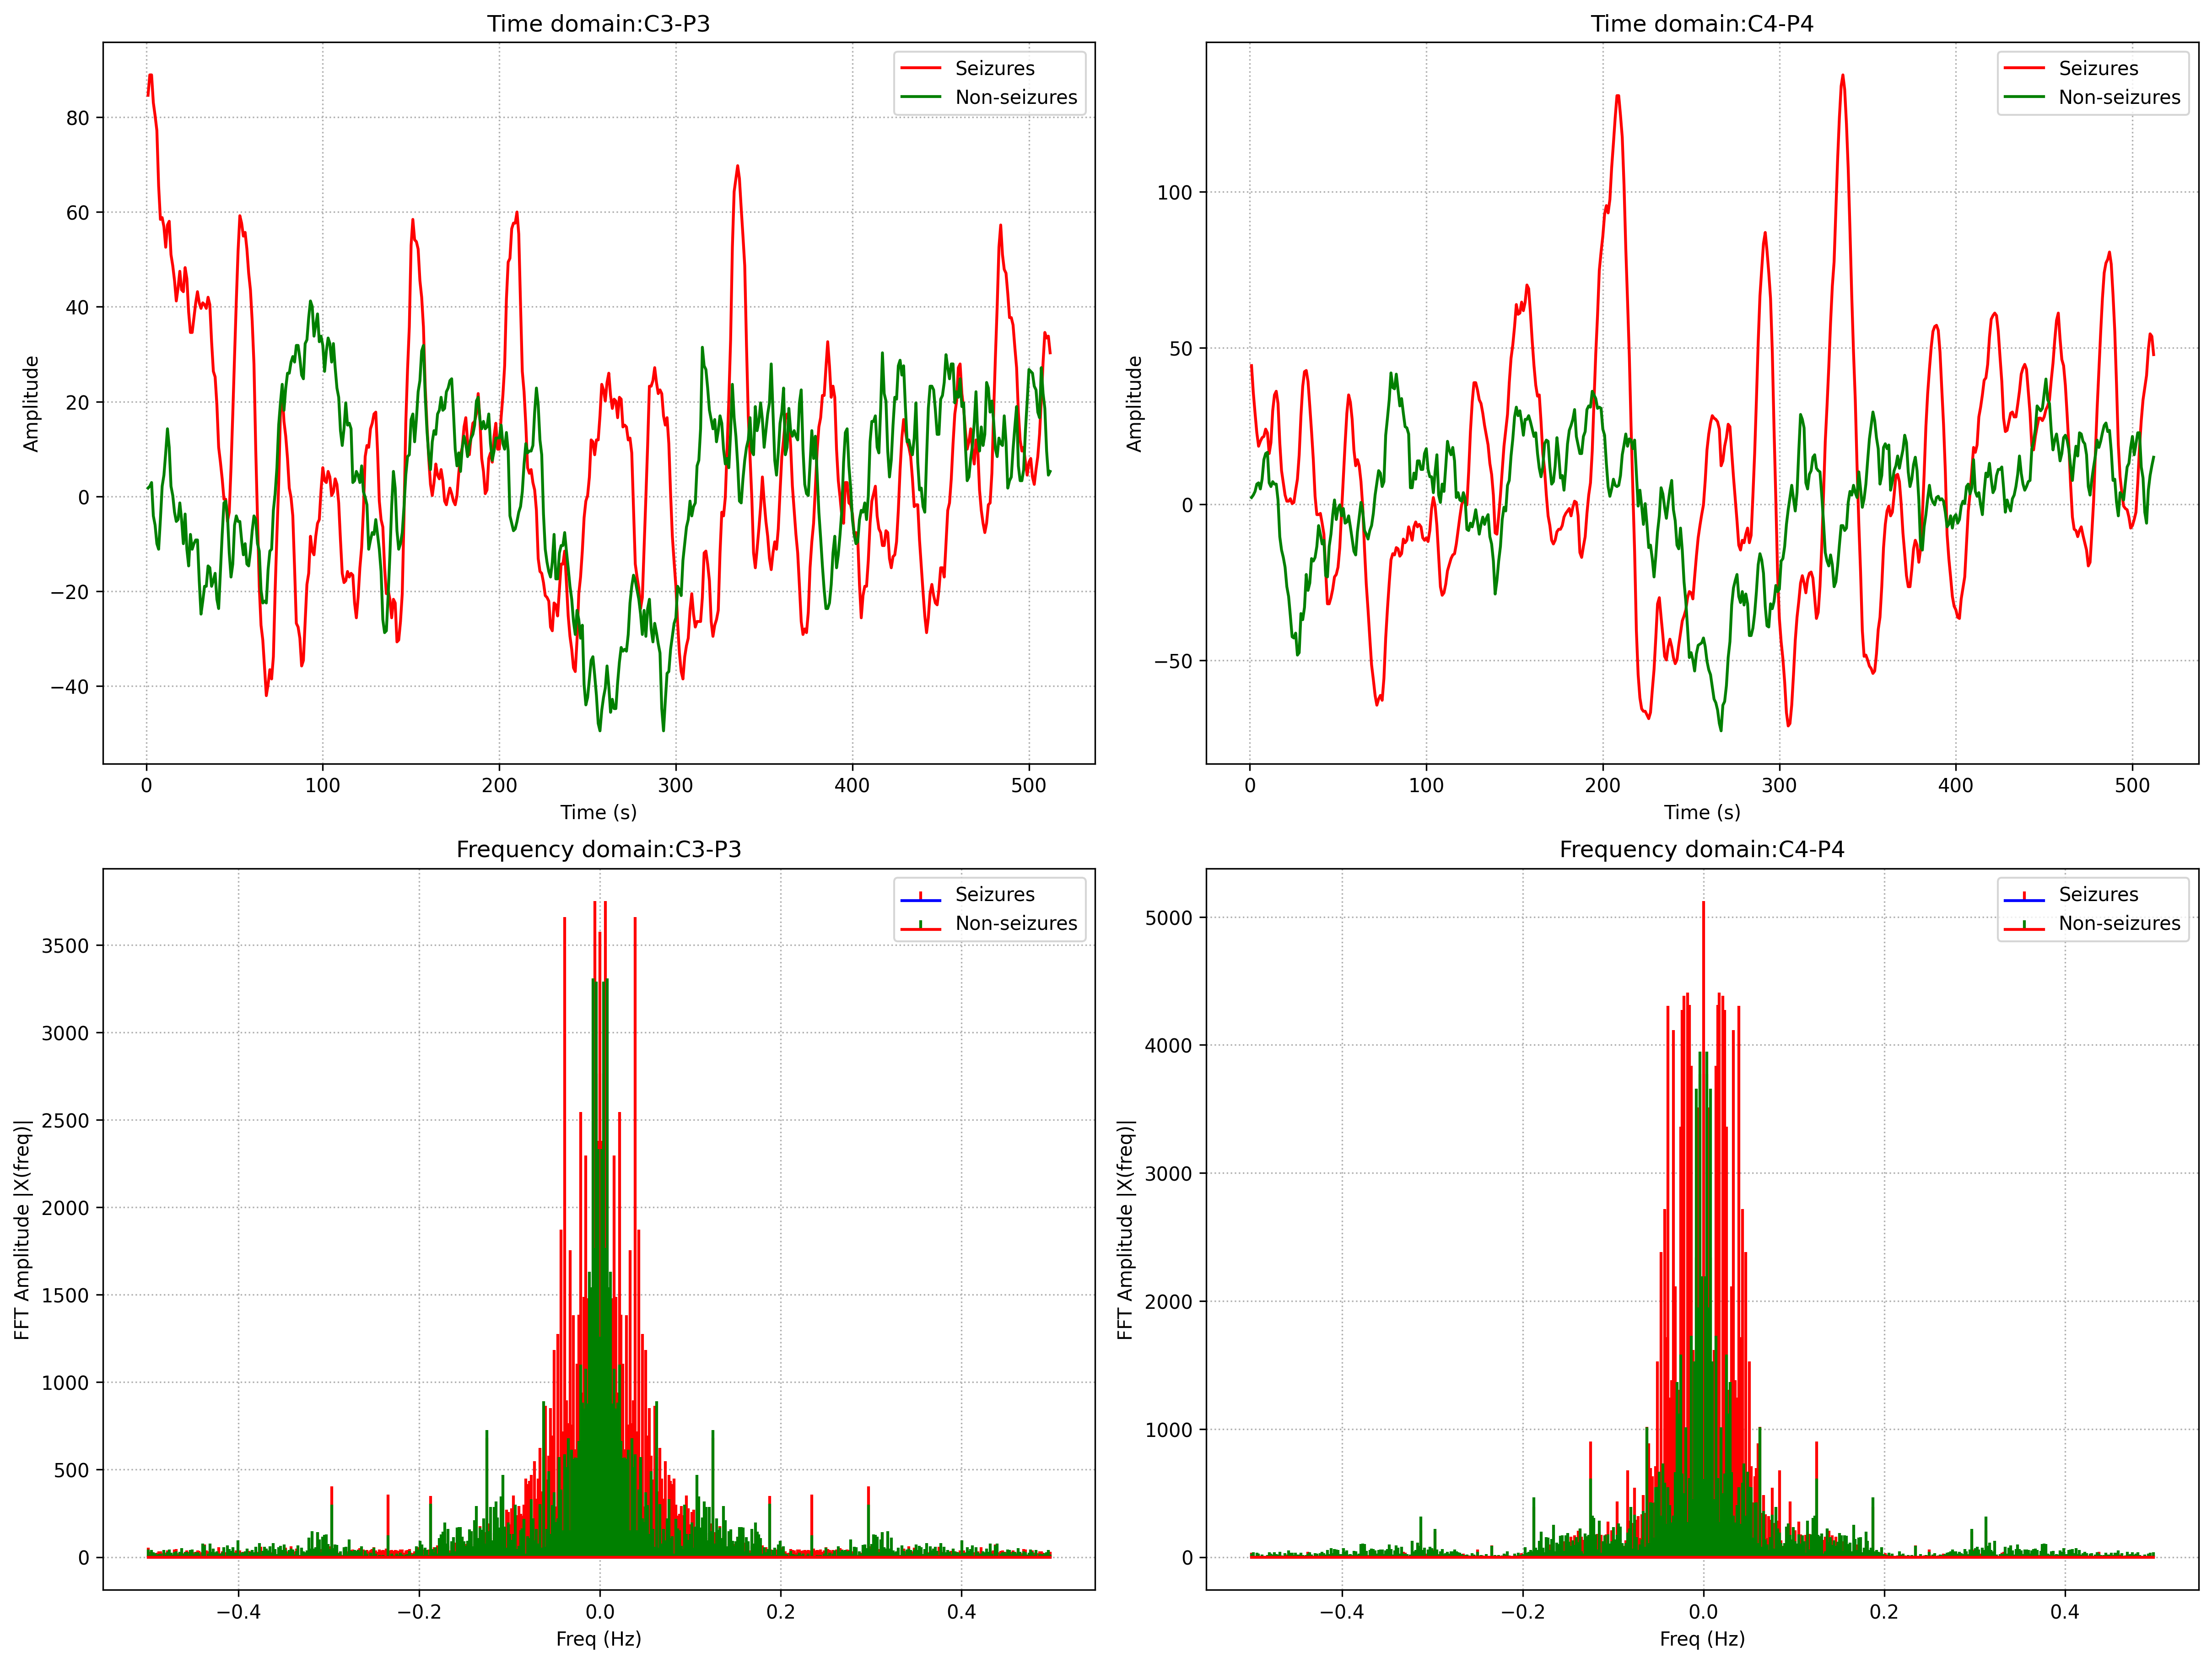 Time domain:C3-P3
Seizures
Non-seizures
Amplitude
80
60
40
20
0
−20
−40
0 100 200 300 400 500
Time (s)
Time domain:C4-P4
Seizures
Non-seizures
Amplitude
100
50
0
−50
0 100 200 300 400 500
Time (s)
Frequency domain:C3-P3
Seizures
Non-seizures
FFT Amplitude |X(freq)|
3500
3000
2500
2000
1500
1000
500
0
−0.4 −0.2 0.0 0.2 0.4
Freq (Hz)
Frequency domain:C4-P4
Seizures
Non-seizures
FFT Amplitude |X(freq)|
5000
4000
3000
2000
1000
0
−0.4 −0.2 0.0 0.2 0.4
Freq (Hz)